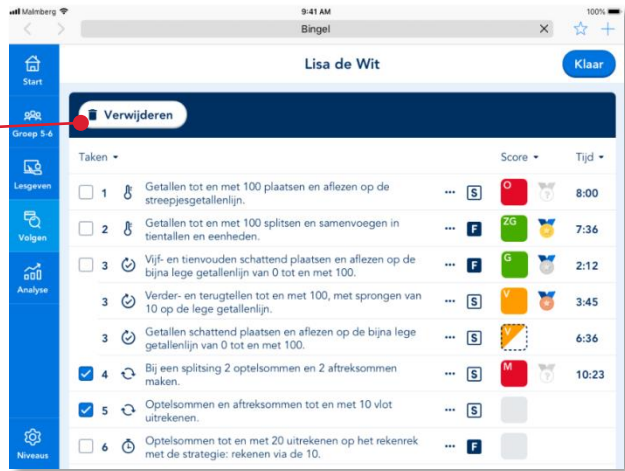 Malmberg
9:41 AM
100%
Bingel
Start
Lisa de Wit
Klaar
Groep 5-6
Verwijderen
Lesgeven
Taken
Score
Tijd
1 Getallen tot en met 100 plaatsen en aflezen op de
streepjesgetallenlijn.
... S O ? 8:00
Volgen
2 Getallen tot en met 100 splitsen en samenvoegen in
tientallen en eenheden.
... F ZG 7:36
3 Vijf- en tienvouden schattend plaatsen en aflezen op de
bijna lege getallenlijn van 0 tot en met 100.
... F G 2:12
Analyse
3 Verder- en terugtellen tot en met 100, met sprongen van
10 op de lege getallenlijn.
... S V 3:45
3 Getallen schattend plaatsen en aflezen op de bijna lege
getallenlijn van 0 tot en met 100.
... S V 6:36
4 Bij een splitsing 2 optelsommen en 2 aftreksommen
maken.
... S M ? 10:23
5 Optelsommen en aftreksommen tot en met 10 vlot
uitrekenen.
... S
6 Optelsommen tot en met 20 uitrekenen op het rekenrek
met de strategie: rekenen via de 10.
... F
Niveaus